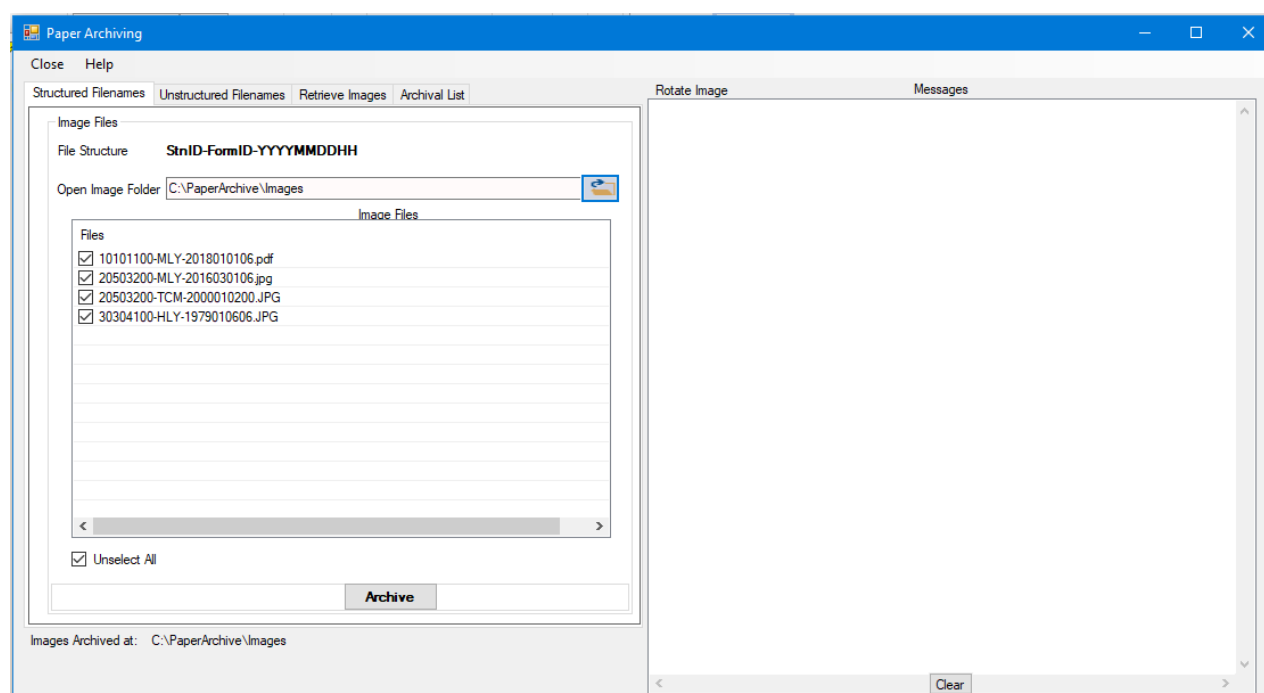 Paper Archiving
Close Help
Structured Filenames Unstructured Filenames Retrieve Images Archival List
Rotate Image Messages
Image Files
File Structure StnID-FormID-YYYYMMDDHH
Open Image Folder C:\PaperArchive\Images
Image Files
Files
10101100-MLY-2018010106.pdf
20503200-MLY-2016030106.jpg
20503200-TCM-2000010200.JPG
30304100-HLY-1979010606.JPG
Unselect All
Archive
Images Archived at: C:\PaperArchive\Images
Clear